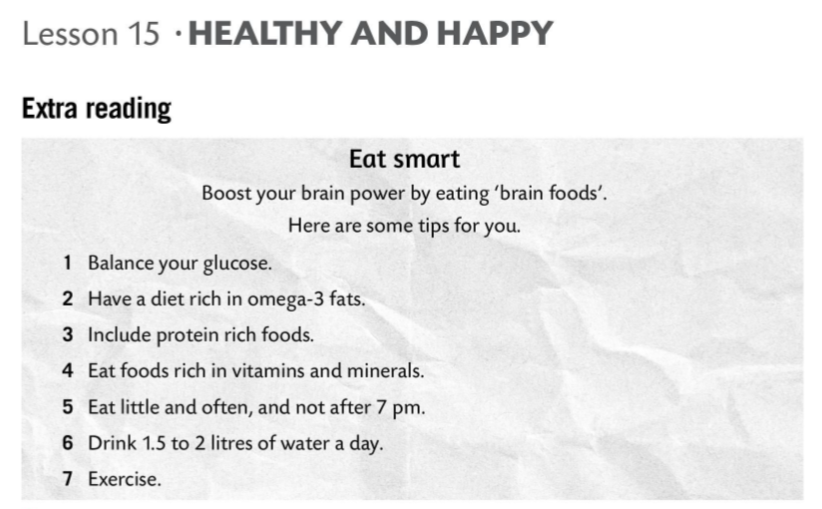 Lesson 15 · HEALTHY AND HAPPY
Extra reading
Eat smart
Boost your brain power by eating ‘brain foods’.
Here are some tips for you.
1 Balance your glucose.
2 Have a diet rich in omega-3 fats.
3 Include protein rich foods.
4 Eat foods rich in vitamins and minerals.
5 Eat little and often, and not after 7 pm.
6 Drink 1.5 to 2 litres of water a day.
7 Exercise.